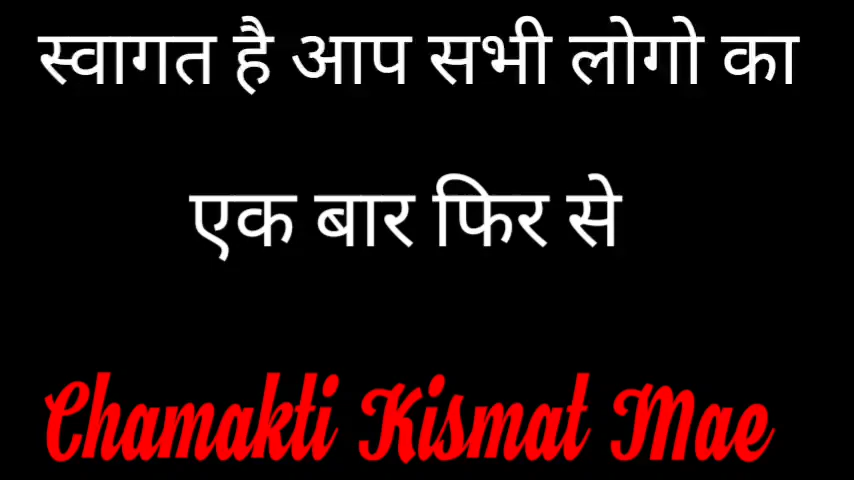 स्वागत है आप सभी लोगो का
एक बार फिर से
Chamakti Kismat Mae